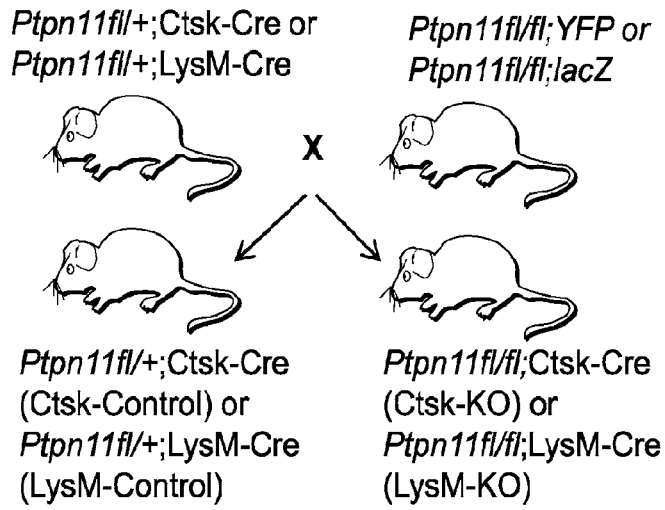 Ptpn11fl/+;Ctsk-Cre or
Ptpn11fl/+;LysM-Cre
Ptpn11fl/fl;YFP or
Ptpn11fl/fl;lacZ
X
Ptpn11fl/+;Ctsk-Cre
(Ctsk-Control) or
Ptpn11fl/+;LysM-Cre
(LysM-Control)
Ptpn11fl/fl;Ctsk-Cre
(Ctsk-KO) or
Ptpn11fl/fl;LysM-Cre
(LysM-KO)